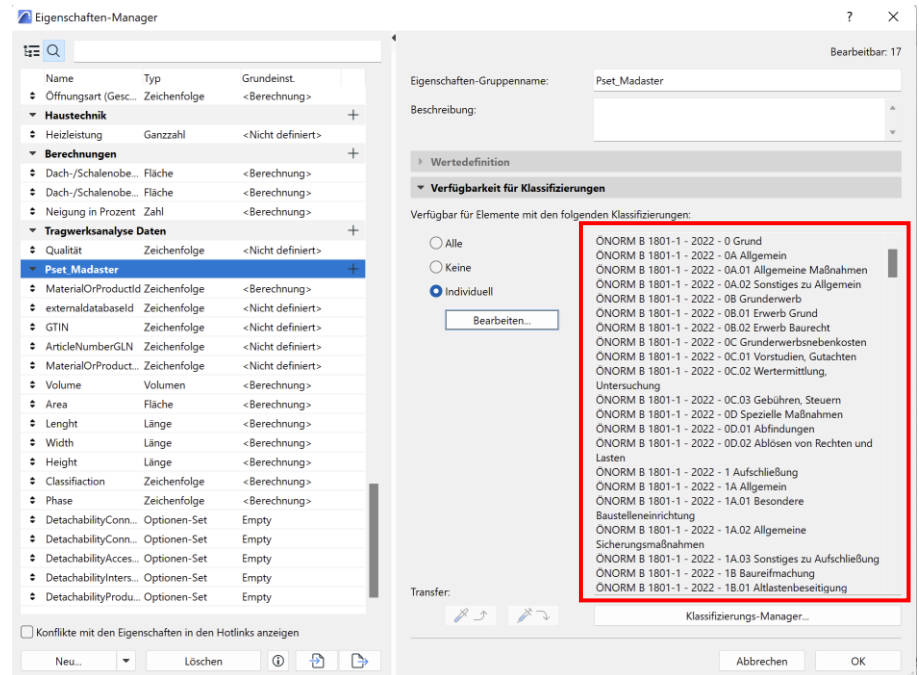 Eigenschaften-Manager
? ×
Bearbeitbar: 17
Name Typ Grundeinst.
Öffnungsart (Gesc... Zeichenfolge <Berechnung>
Haustechnik
Heizleistung Ganzzahl <Nicht definiert>
Berechnungen
Dach-/Schalenobe... Fläche <Berechnung>
Dach-/Schalenobe... Fläche <Berechnung>
Neigung in Prozent Zahl <Berechnung>
Tragwerksanalyse Daten
Qualität Zeichenfolge <Nicht definiert>
Pset_Madaster
MaterialOrProductId Zeichenfolge <Berechnung>
externaldatabaseId Zeichenfolge <Nicht definiert>
GTIN Zeichenfolge <Nicht definiert>
ArticleNumberGLN Zeichenfolge <Nicht definiert>
MaterialOrProduct... Zeichenfolge <Nicht definiert>
Volume Volumen <Berechnung>
Area Fläche <Berechnung>
Lenght Länge <Berechnung>
Width Länge <Berechnung>
Height Länge <Berechnung>
Classifiaction Zeichenfolge <Berechnung>
Phase Zeichenfolge <Berechnung>
DetachabilityConn... Optionen-Set Empty
DetachabilityConn... Optionen-Set Empty
DetachabilityAcces... Optionen-Set Empty
DetachabilityInters... Optionen-Set Empty
DetachabilityProdu... Optionen-Set Empty
Konflikte mit den Eigenschaften in den Hotlinks anzeigen
Neu... Löschen
Eigenschaften-Gruppenname: Pset_Madaster
Beschreibung:
Wertedefinition
Verfügbarkeit für Klassifizierungen
Verfügbar für Elemente mit den folgenden Klassifizierungen:
Alle
Keine
Individuell
Bearbeiten...
ÖNORM B 1801-1 - 2022 - 0 Grund
ÖNORM B 1801-1 - 2022 - 0A Allgemein
ÖNORM B 1801-1 - 2022 - 0A.01 Allgemeine Maßnahmen
ÖNORM B 1801-1 - 2022 - 0A.02 Sonstiges zu Allgemein
ÖNORM B 1801-1 - 2022 - 0B Grunderwerb
ÖNORM B 1801-1 - 2022 - 0B.01 Erwerb Grund
ÖNORM B 1801-1 - 2022 - 0B.02 Erwerb Baurecht
ÖNORM B 1801-1 - 2022 - 0C Grunderwerbsnebenkosten
ÖNORM B 1801-1 - 2022 - 0C.01 Vorstudien, Gutachten
ÖNORM B 1801-1 - 2022 - 0C.02 Wertermittlung,
Untersuchung
ÖNORM B 1801-1 - 2022 - 0C.03 Gebühren, Steuern
ÖNORM B 1801-1 - 2022 - 0D Spezielle Maßnahmen
ÖNORM B 1801-1 - 2022 - 0D.01 Abfindungen
ÖNORM B 1801-1 - 2022 - 0D.02 Ablösen von Rechten und
Lasten
ÖNORM B 1801-1 - 2022 - 1 Aufschließung
ÖNORM B 1801-1 - 2022 - 1A Allgemein
ÖNORM B 1801-1 - 2022 - 1A.01 Besondere
Baustelleneinrichtung
ÖNORM B 1801-1 - 2022 - 1A.02 Allgemeine
Sicherungsmaßnahmen
ÖNORM B 1801-1 - 2022 - 1A.03 Sonstiges zu Aufschließung
ÖNORM B 1801-1 - 2022 - 1B Baureifmachung
ÖNORM B 1801-1 - 2022 - 1B.01 Altlastenbeseitigung
Transfer:
Klassifizierungs-Manager...
Abbrechen OK